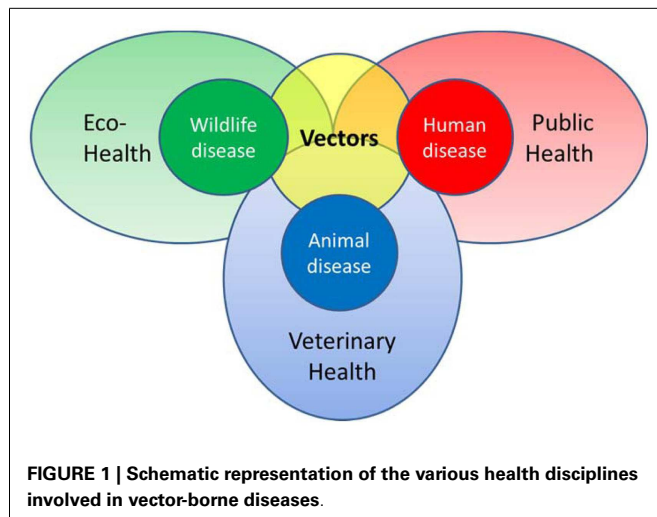 Eco-
Health
Wildlife
disease
Vectors
Human
disease
Public
Health
Animal
disease
Veterinary
Health
FIGURE 1 | Schematic representation of the various health disciplines
involved in vector-borne diseases.